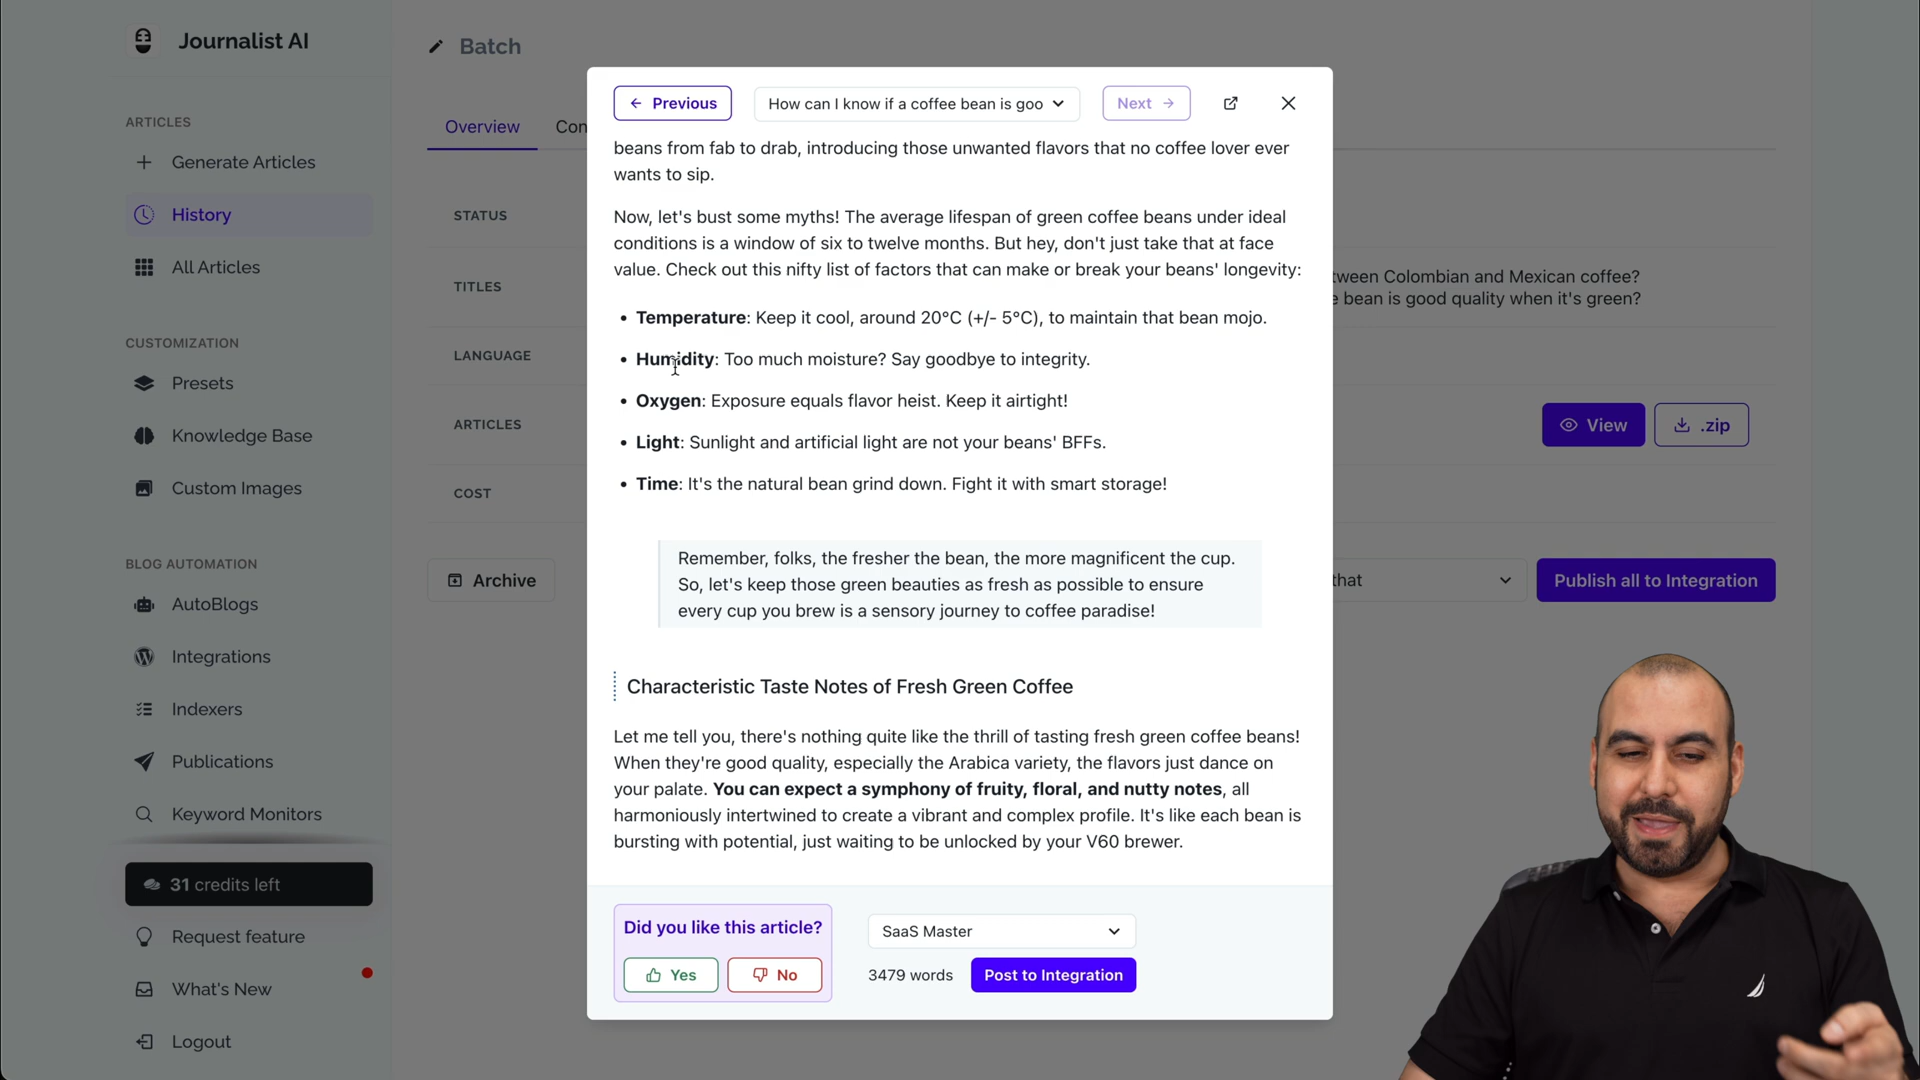 Journalist AI
ARTICLES
Generate Articles
History
All Articles
CUSTOMIZATION
Presets
Knowledge Base
Custom Images
BLOG AUTOMATION
AutoBlogs
Integrations
Indexers
Publications
Keyword Monitors
31 credits left
Request feature
What's New
Logout
Batch
Overview
Con
STATUS
TITLES
tween Colombian and Mexican coffee?
e bean is good quality when it's green?
LANGUAGE
ARTICLES
View
.zip
COST
Archive
that
Publish all to Integration
Previous
How can I know if a coffee bean is goo
Next
beans from fab to drab, introducing those unwanted flavors that no coffee lover ever
wants to sip.
Now, let's bust some myths! The average lifespan of green coffee beans under ideal
conditions is a window of six to twelve months. But hey, don't just take that at face
value. Check out this nifty list of factors that can make or break your beans' longevity:
• Temperature: Keep it cool, around 20°C (+/- 5°C), to maintain that bean mojo.
• Humidity: Too much moisture? Say goodbye to integrity.
• Oxygen: Exposure equals flavor heist. Keep it airtight!
• Light: Sunlight and artificial light are not your beans' BFFs.
• Time: It's the natural bean grind down. Fight it with smart storage!
Remember, folks, the fresher the bean, the more magnificent the cup.
So, let's keep those green beauties as fresh as possible to ensure
every cup you brew is a sensory journey to coffee paradise!
Characteristic Taste Notes of Fresh Green Coffee
Let me tell you, there's nothing quite like the thrill of tasting fresh green coffee beans!
When they're good quality, especially the Arabica variety, the flavors just dance on
your palate. You can expect a symphony of fruity, floral, and nutty notes, all
harmoniously intertwined to create a vibrant and complex profile. It's like each bean is
bursting with potential, just waiting to be unlocked by your V60 brewer.
Did you like this article?
Yes
No
SaaS Master
3479 words
Post to Integration